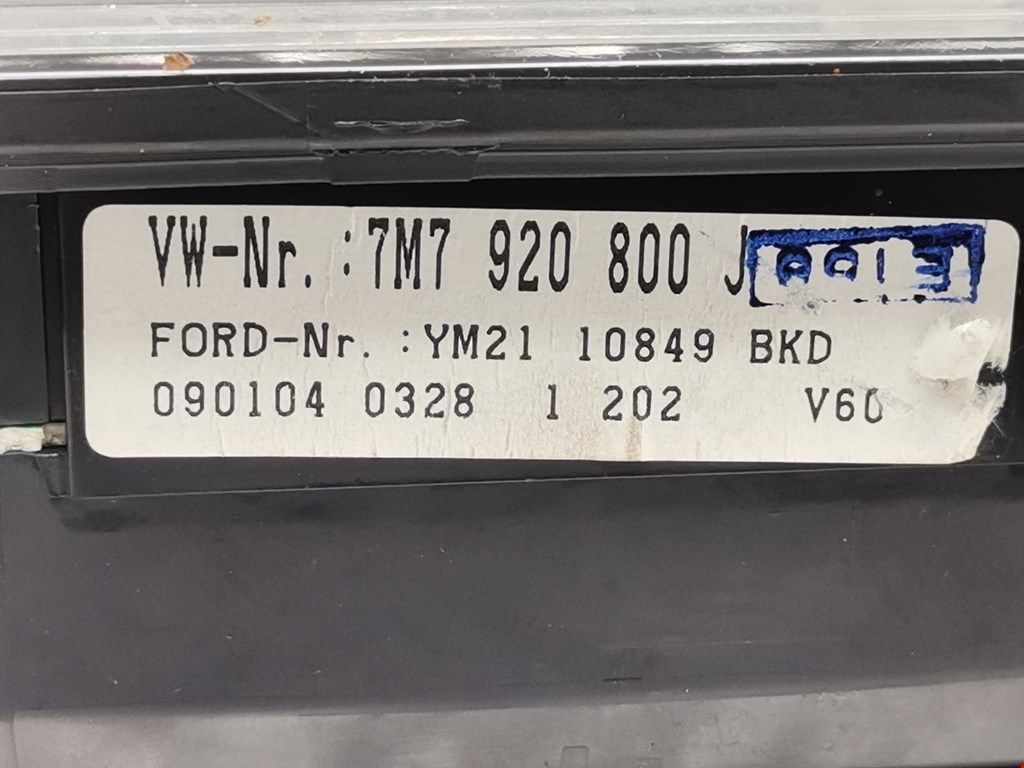 VW-Nr. :7M7 920 800 J
FORD-Nr. :YM21 10849 BKD
090104 0328 1 202 V60